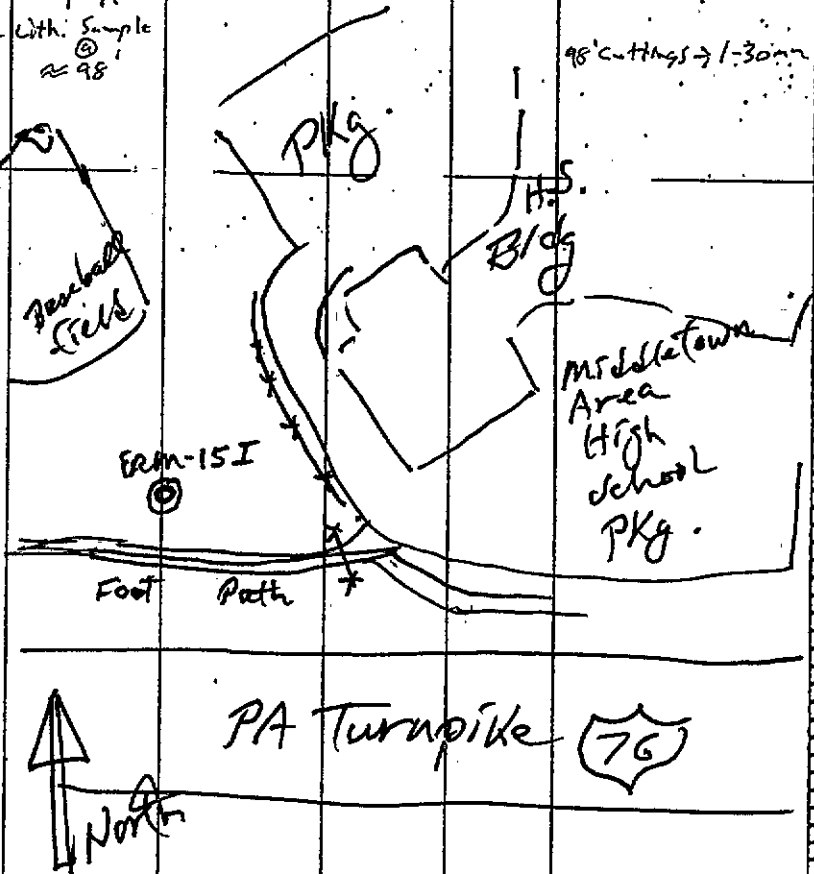 Lith. Sample
@
≈ 98'
98' cuttings → 1-30mm
PKg
H.S.
Bldg
Baseball
field
Middletown
Area
High
School
PKg.
ERM-15I
Foot Path
PA Turnpike 76
North